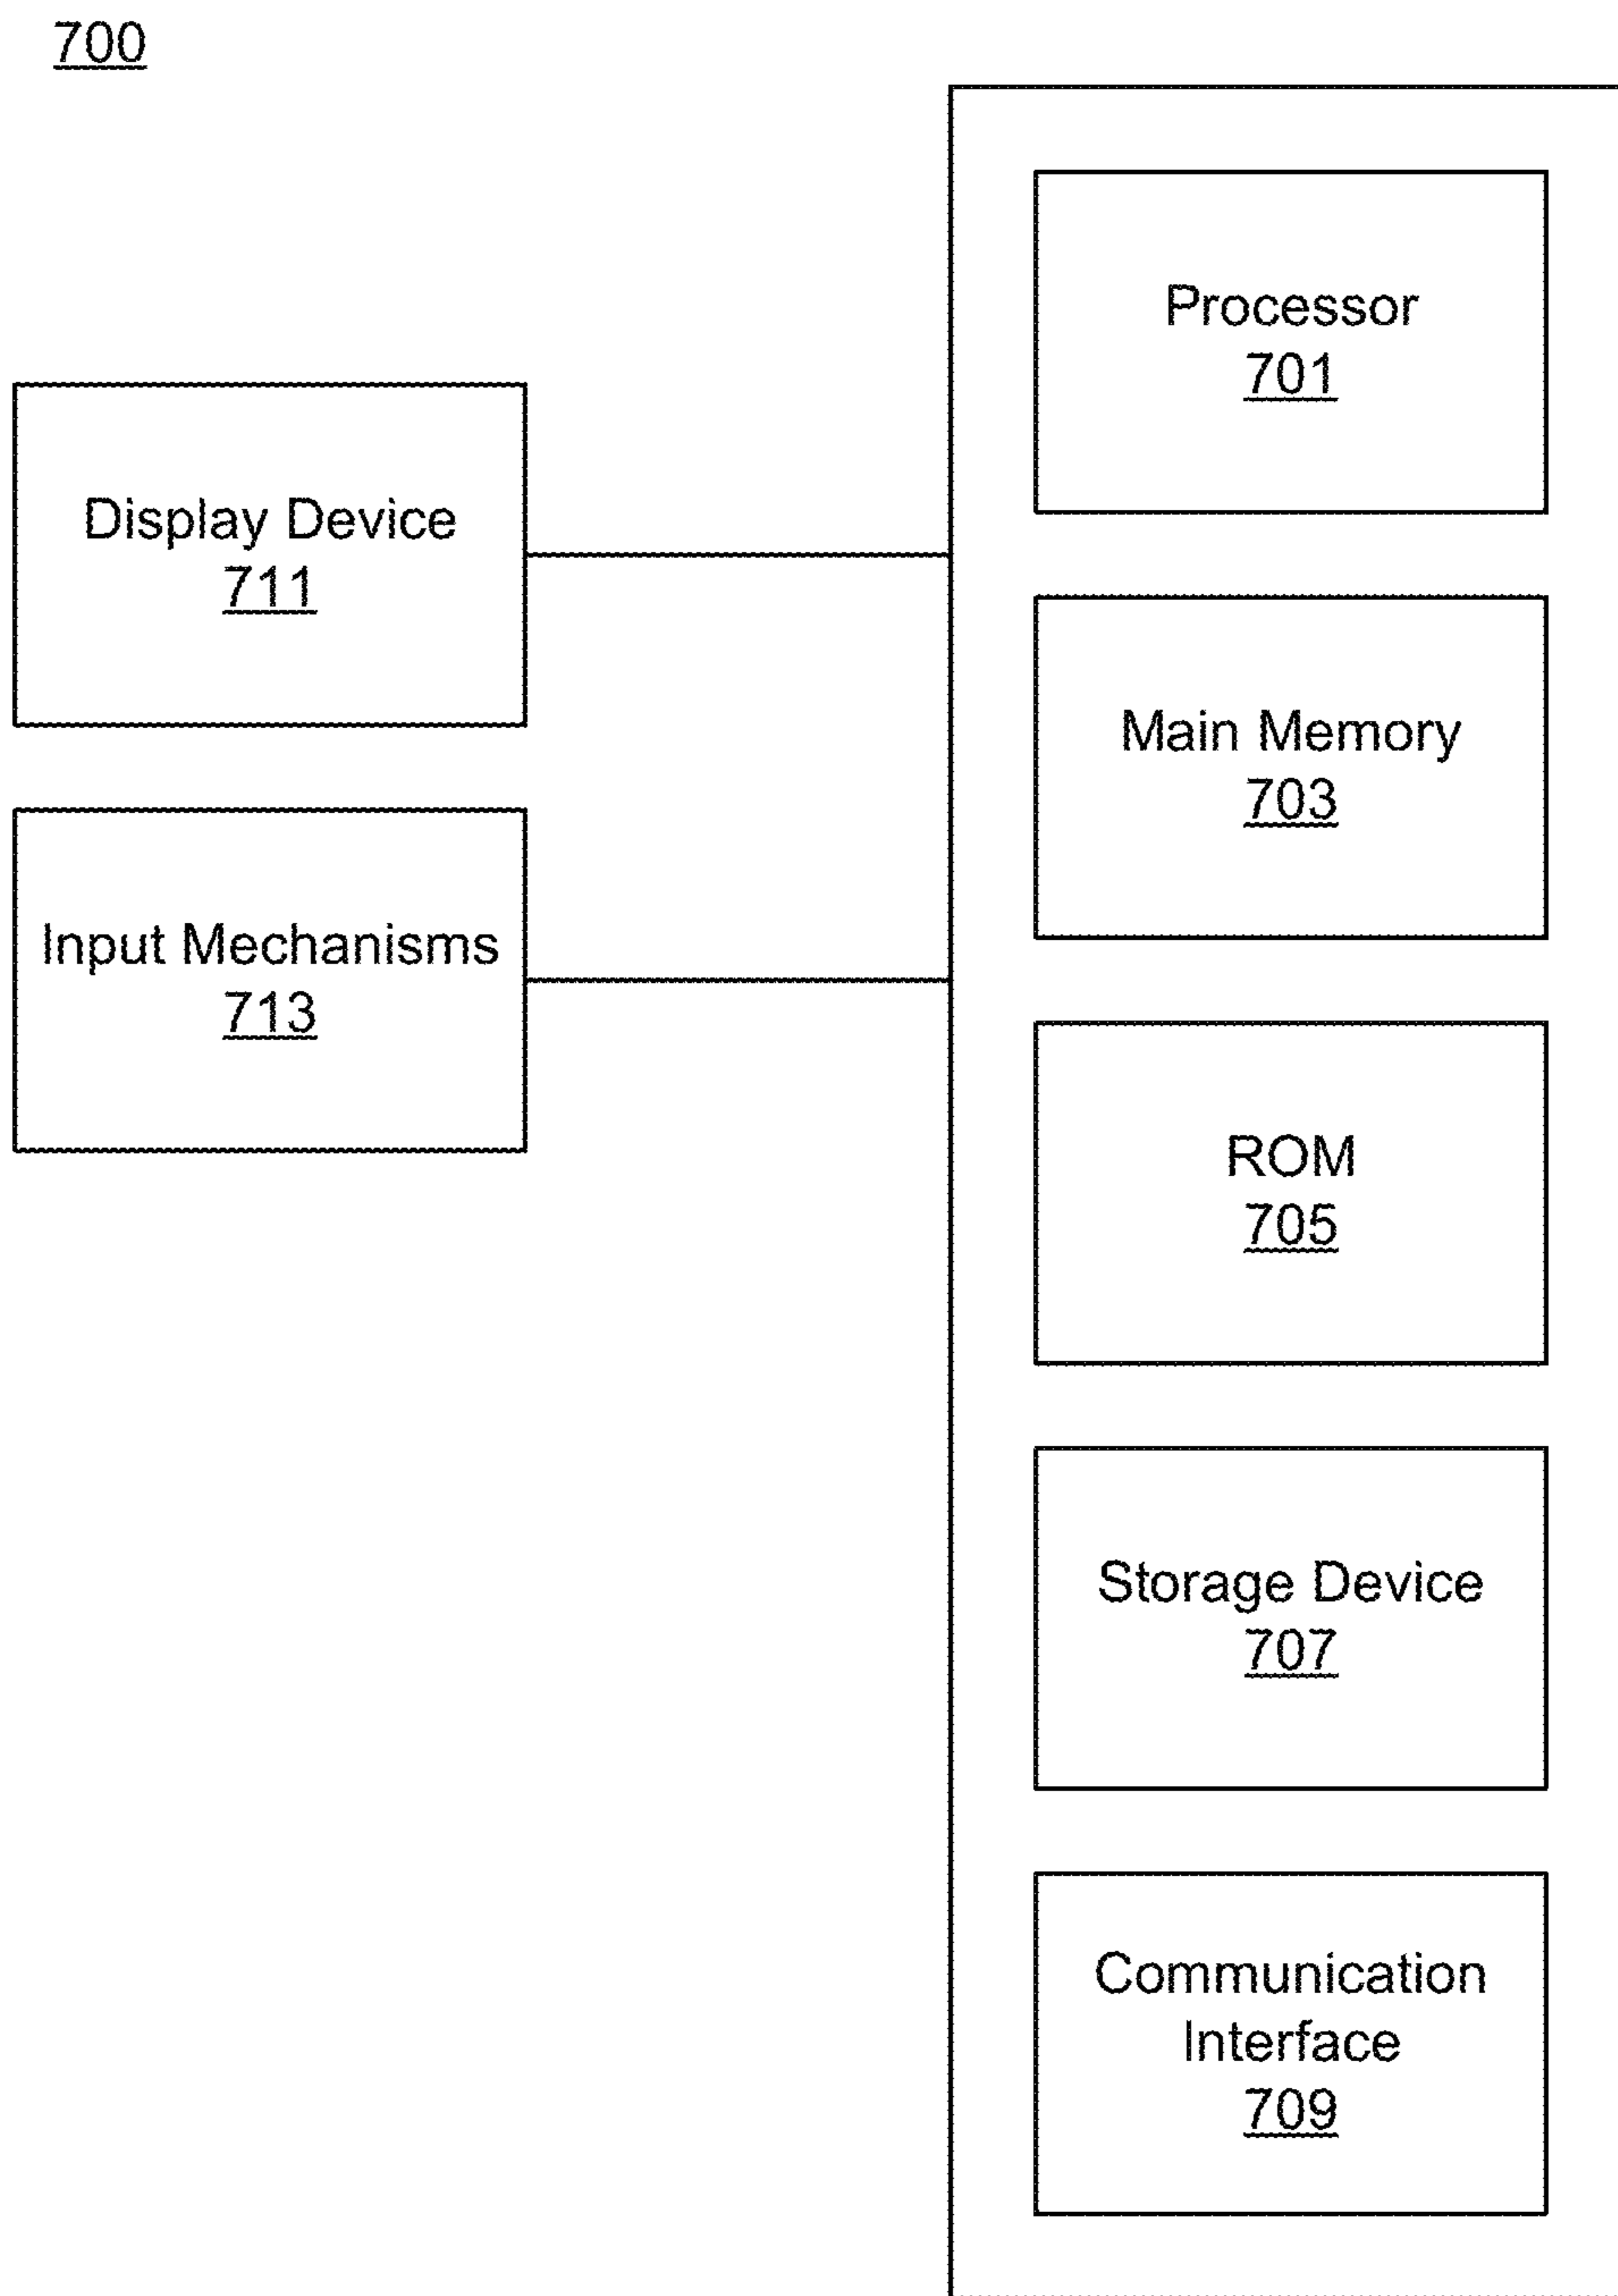 700
Processor
701
Display Device
711
Main Memory
703
Input Mechanisms
713
ROM
705
Storage Device
707
Communication
Interface
709